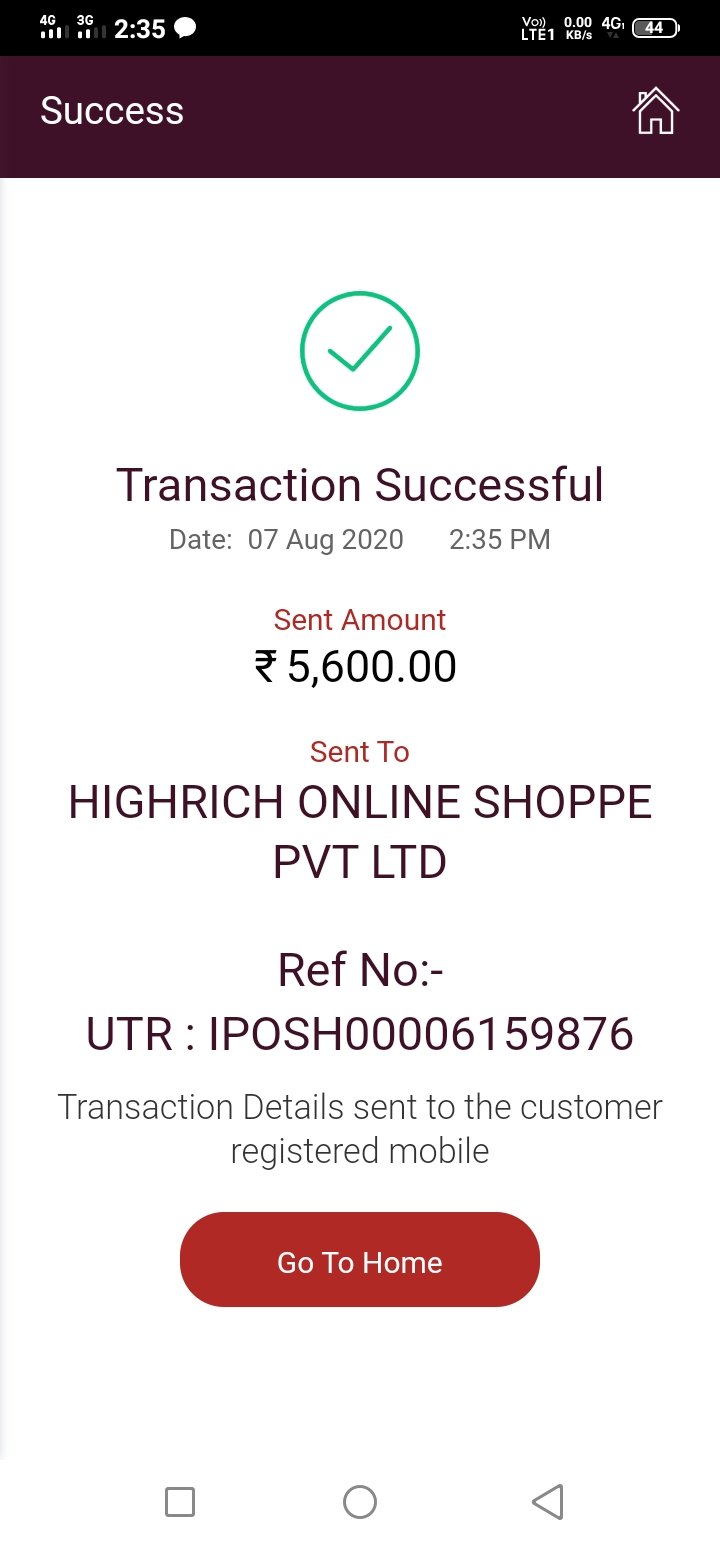 4G 3G 2:35 Vo)) LTE1 0.00 KB/s 4G1 44
Success
Transaction Successful
Date: 07 Aug 2020 2:35 PM
Sent Amount
₹ 5,600.00
Sent To
HIGHRICH ONLINE SHOPPE
PVT LTD
Ref No:-
UTR : IPOSH00006159876
Transaction Details sent to the customer
registered mobile
Go To Home